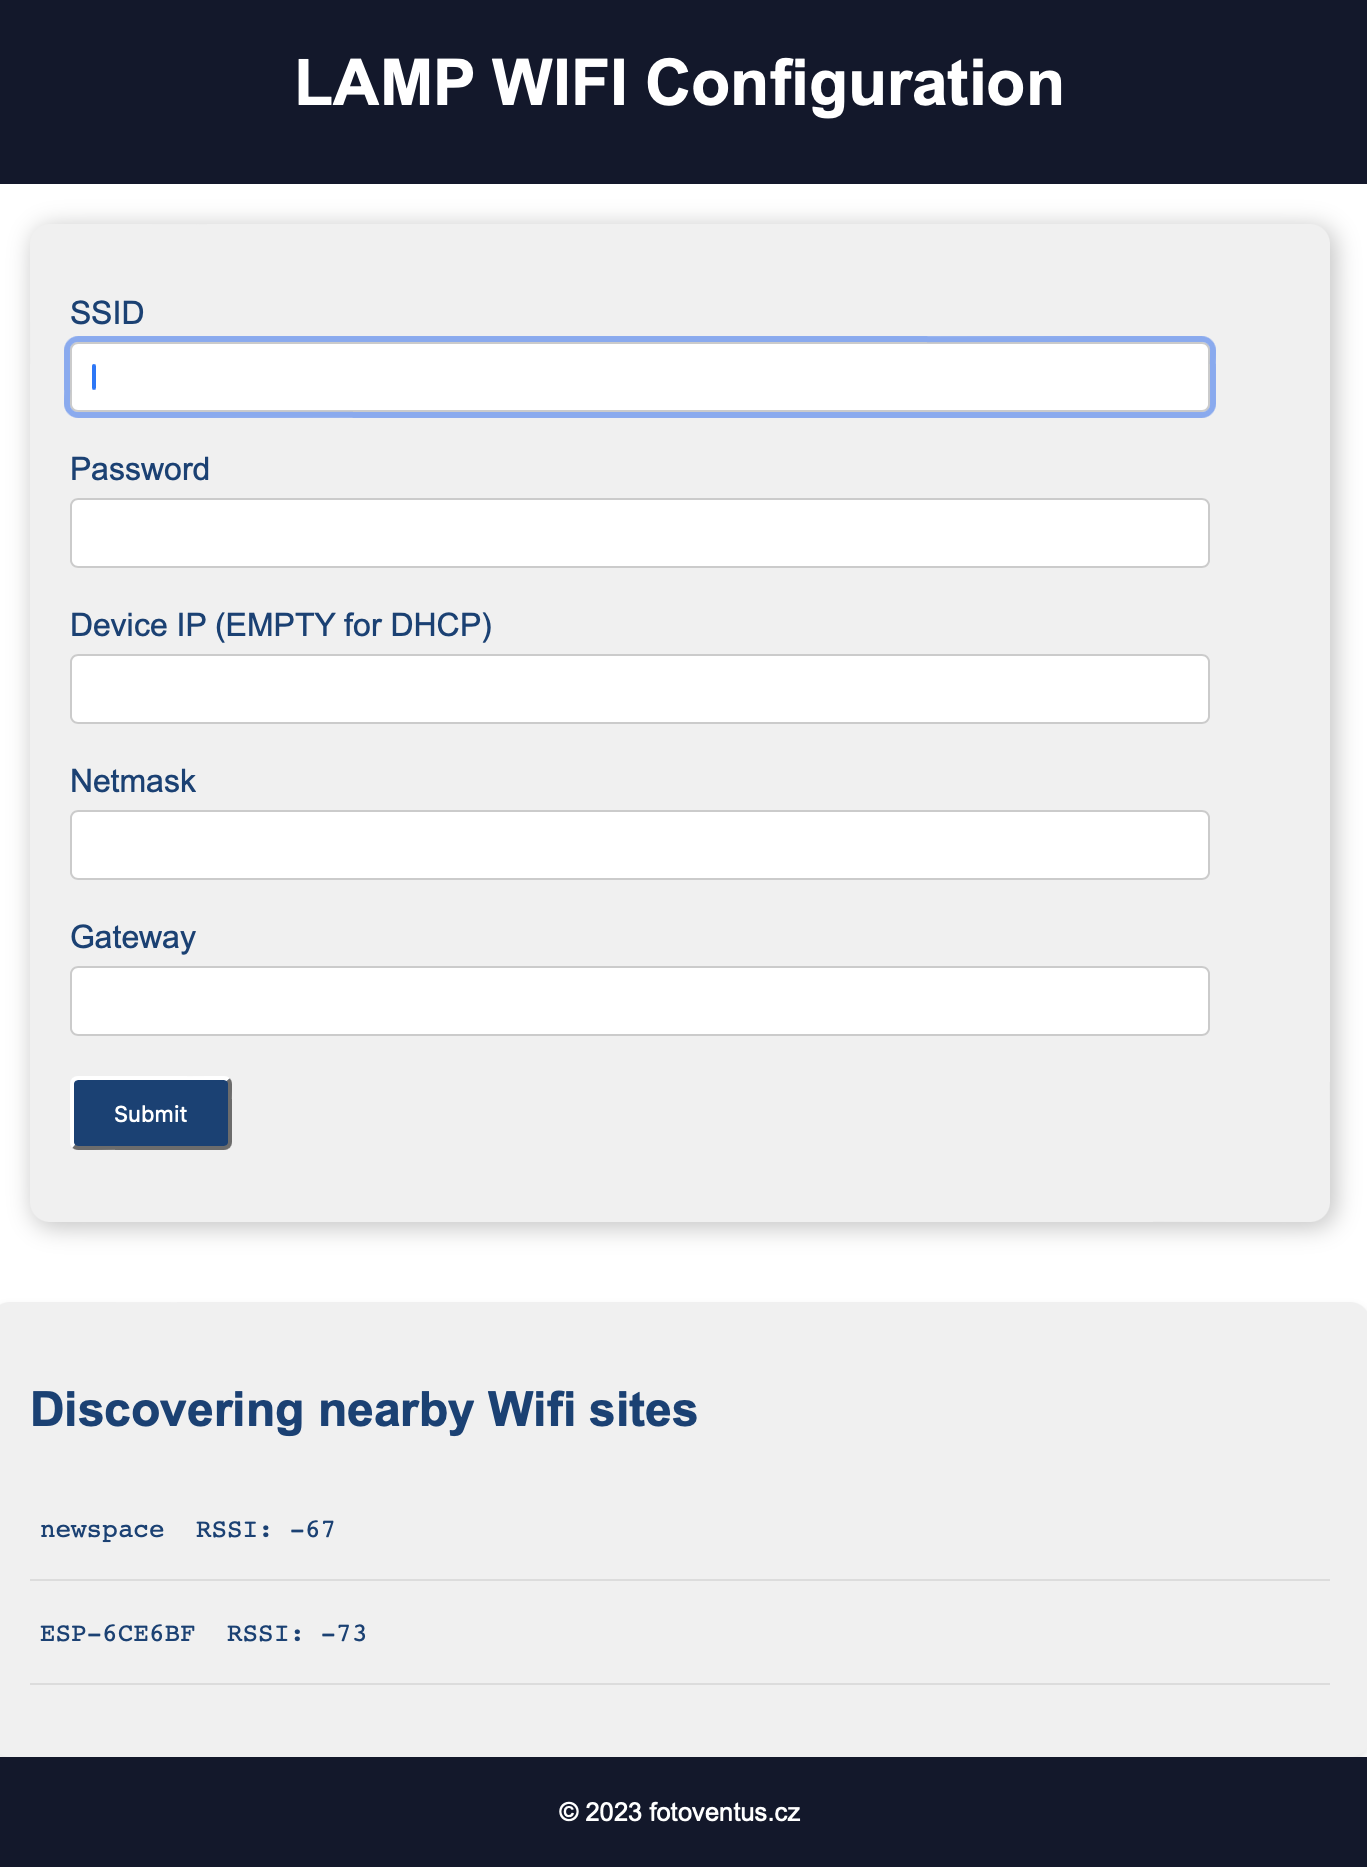 LAMP WIFI Configuration
SSID
Password
Device IP (EMPTY for DHCP)
Netmask
Gateway
Submit
Discovering nearby Wifi sites
newspace  RSSI: -67
ESP-6CE6BF  RSSI: -73
© 2023 fotoventus.cz